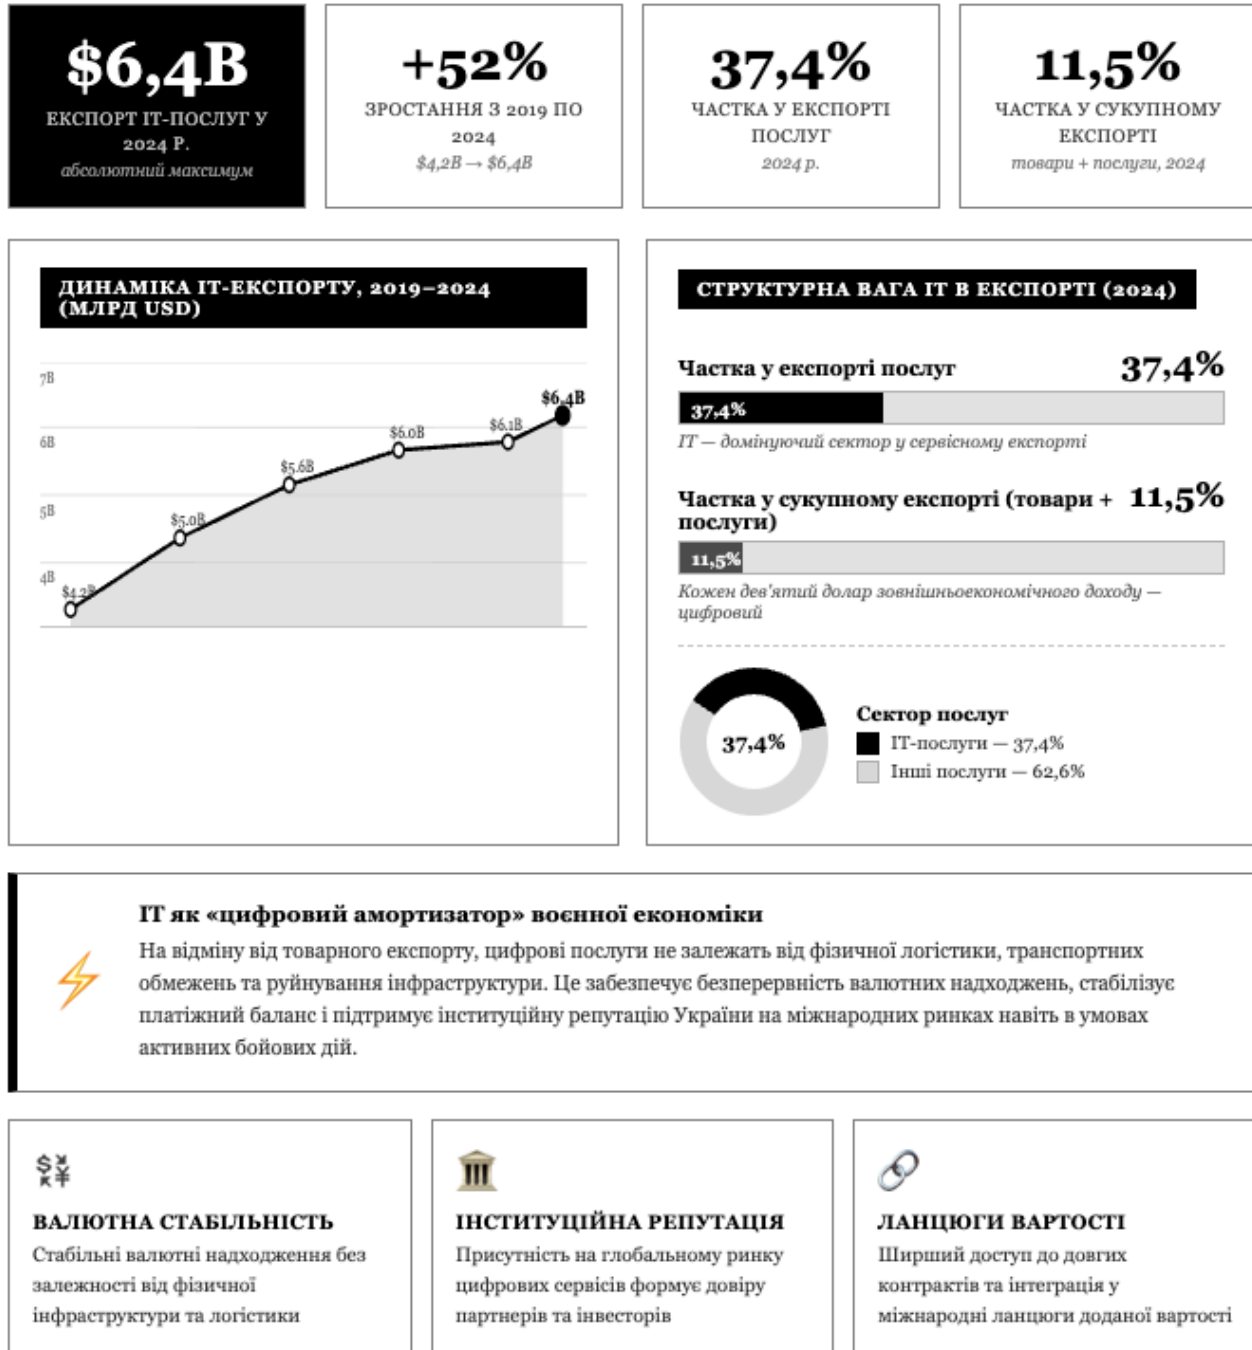 $6,4B
ЕКСПОРТ ІТ-ПОСЛУГ У
2024 Р.
абсолютний максимум
+52%
ЗРОСТАННЯ З 2019 ПО
2024
$4,2B → $6,4B
37,4%
ЧАСТКА У ЕКСПОРТІ
ПОСЛУГ
2024 р.
11,5%
ЧАСТКА У СУКУПНОМУ
ЕКСПОРТІ
товари + послуги, 2024
ДИНАМІКА ІТ-ЕКСПОРТУ, 2019–2024
(МЛРД USD)
7B
6B
5B
4B
$4.2B
$5.0B
$5.6B
$6.0B
$6.1B
$6.4B
СТРУКТУРНА ВАГА ІТ В ЕКСПОРТІ (2024)
Частка у експорті послуг 37,4%
37,4%
ІТ — домінуючий сектор у сервісному експорті
Частка у сукупному експорті (товари + 11,5%
послуги)
11,5%
Кожен дев'ятий долар зовнішньоекономічного доходу —
цифровий
37,4%
Сектор послуг
ІТ-послуги — 37,4%
Інші послуги — 62,6%
ІТ як «цифровий амортизатор» воєнної економіки
На відміну від товарного експорту, цифрові послуги не залежать від фізичної логістики, транспортних
обмежень та руйнування інфраструктури. Це забезпечує безперервність валютних надходжень, стабілізує
платіжний баланс і підтримує інституційну репутацію України на міжнародних ринках навіть в умовах
активних бойових дій.
ВАЛЮТНА СТАБІЛЬНІСТЬ
Стабільні валютні надходження без
залежності від фізичної
інфраструктури та логістики
ІНСТИТУЦІЙНА РЕПУТАЦІЯ
Присутність на глобальному ринку
цифрових сервісів формує довіру
партнерів та інвесторів
ЛАНЦЮГИ ВАРТОСТІ
Ширший доступ до довгих
контрактів та інтеграція у
міжнародні ланцюги доданої вартості